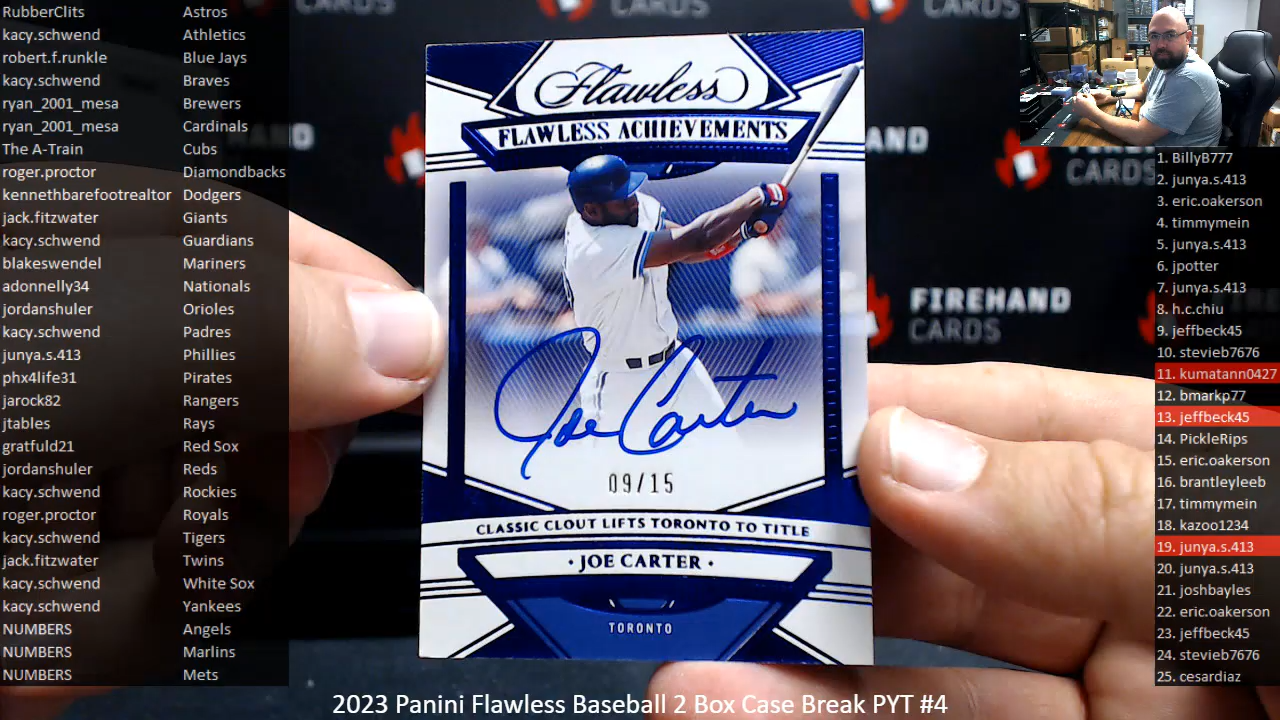 RubberClits Astros
kacy.schwend Athletics
robert.f.runkle Blue Jays
kacy.schwend Braves
ryan_2001_mesa Brewers
ryan_2001_mesa Cardinals
The A-Train Cubs
roger.proctor Diamondbacks
kennethbarefootrealtor Dodgers
jack.fitzwater Giants
kacy.schwend Guardians
blakeswendel Mariners
adonnelly34 Nationals
jordanshuler Orioles
kacy.schwend Padres
junya.s.413 Phillies
phx4life31 Pirates
jarock82 Rangers
jtables Rays
gratfuld21 Red Sox
jordanshuler Reds
kacy.schwend Rockies
roger.proctor Royals
kacy.schwend Tigers
jack.fitzwater Twins
kacy.schwend White Sox
kacy.schwend Yankees
NUMBERS Angels
NUMBERS Marlins
NUMBERS Mets
CARDS
CARDS
CARDS
FIREHAND
CARDS
Flawless
FLAWLESS ACHIEVEMENTS
Joe Carter
09/15
CLASSIC CLOUT LIFTS TORONTO TO TITLE
· JOE CARTER ·
TORONTO
1. BillyB777
2. junya.s.413
3. eric.oakerson
4. timmymein
5. junya.s.413
6. jpotter
7. junya.s.413
8. h.c.chiu
9. jeffbeck45
10. stevieb7676
11. kumatann0427
12. bmarkp77
13. jeffbeck45
14. PickleRips
15. eric.oakerson
16. brantleyleeb
17. timmymein
18. kazoo1234
19. junya.s.413
20. junya.s.413
21. joshbayles
22. eric.oakerson
23. jeffbeck45
24. stevieb7676
25. cesardiaz
2023 Panini Flawless Baseball 2 Box Case Break PYT #4